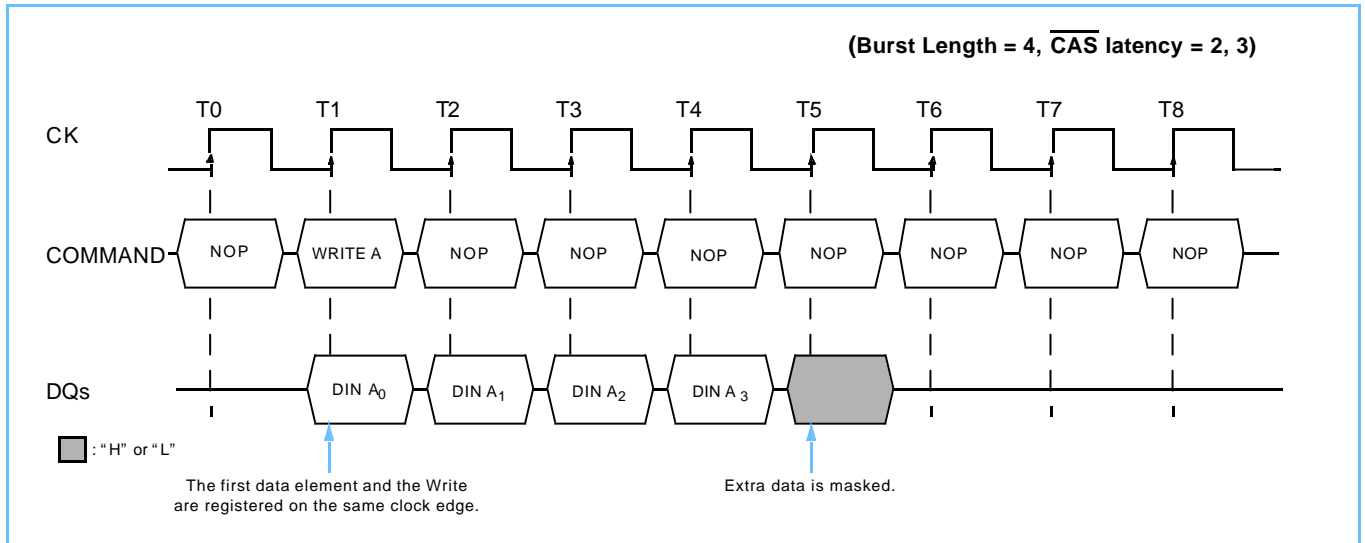 (Burst Length = 4, CAS latency = 2, 3)
T0 T1 T2 T3 T4 T5 T6 T7 T8
CK
COMMAND NOP WRITE A NOP NOP NOP NOP NOP NOP NOP
DQs DIN A0 DIN A1 DIN A2 DIN A 3
: “H” or “L”
The first data element and the Write
are registered on the same clock edge.
Extra data is masked.